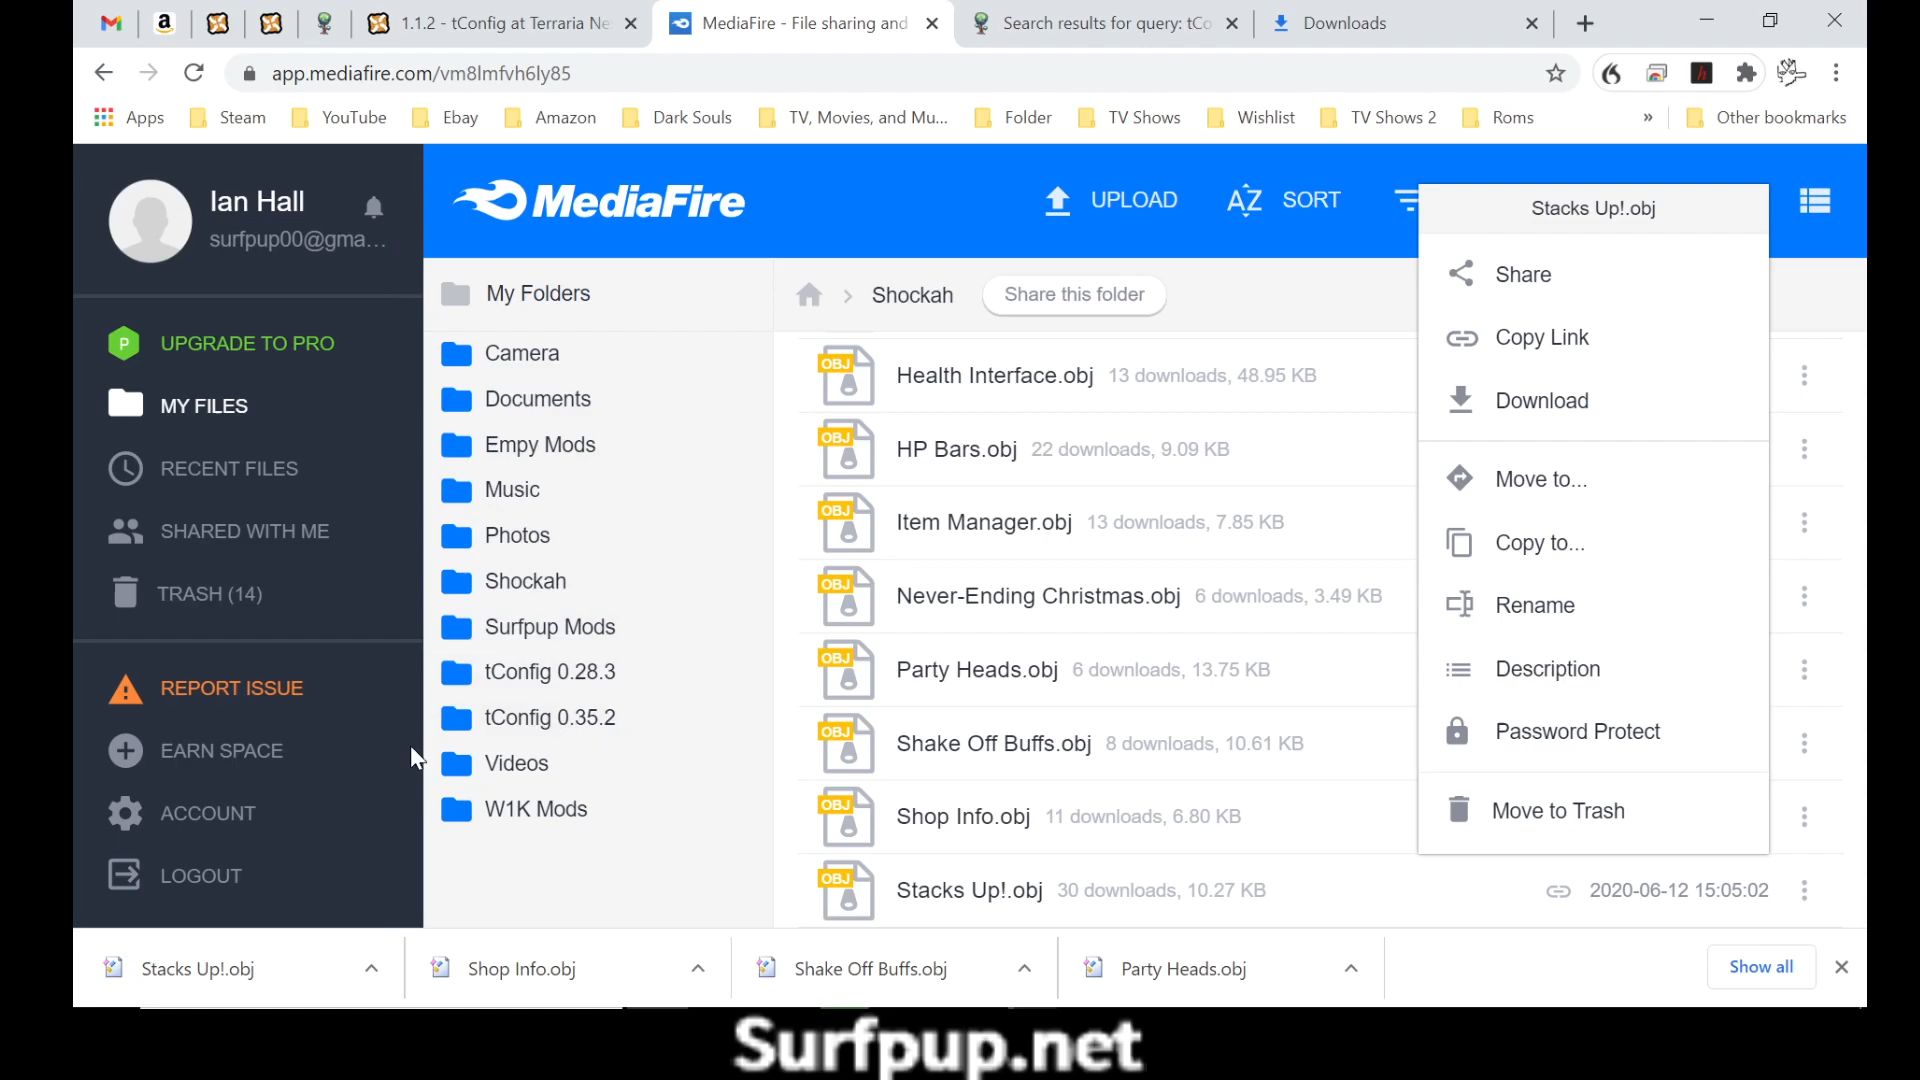 1.1.2 - tConfig at Terraria Ne
MediaFire - File sharing and
Search results for query: tCo
Downloads
app.mediafire.com/vm8lmfvh6ly85
Apps
Steam
YouTube
Ebay
Amazon
Dark Souls
TV, Movies, and Mu...
Folder
TV Shows
Wishlist
TV Shows 2
Roms
»
Other bookmarks
Ian Hall
surfpup00@gma...
P UPGRADE TO PRO
MY FILES
RECENT FILES
SHARED WITH ME
TRASH (14)
REPORT ISSUE
EARN SPACE
ACCOUNT
LOGOUT
MediaFire
UPLOAD
AZ SORT
My Folders
Camera
Documents
Empy Mods
Music
Photos
Shockah
Surfpup Mods
tConfig 0.28.3
tConfig 0.35.2
Videos
W1K Mods
Shockah
Share this folder
OBJ Health Interface.obj 13 downloads, 48.95 KB
OBJ HP Bars.obj 22 downloads, 9.09 KB
OBJ Item Manager.obj 13 downloads, 7.85 KB
OBJ Never-Ending Christmas.obj 6 downloads, 3.49 KB
OBJ Party Heads.obj 6 downloads, 13.75 KB
OBJ Shake Off Buffs.obj 8 downloads, 10.61 KB
OBJ Shop Info.obj 11 downloads, 6.80 KB
OBJ Stacks Up!.obj 30 downloads, 10.27 KB 2020-06-12 15:05:02
Stacks Up!.obj
Share
Copy Link
Download
Move to...
Copy to...
Rename
Description
Password Protect
Move to Trash
Stacks Up!.obj
Shop Info.obj
Shake Off Buffs.obj
Party Heads.obj
Show all
Surfpup.net